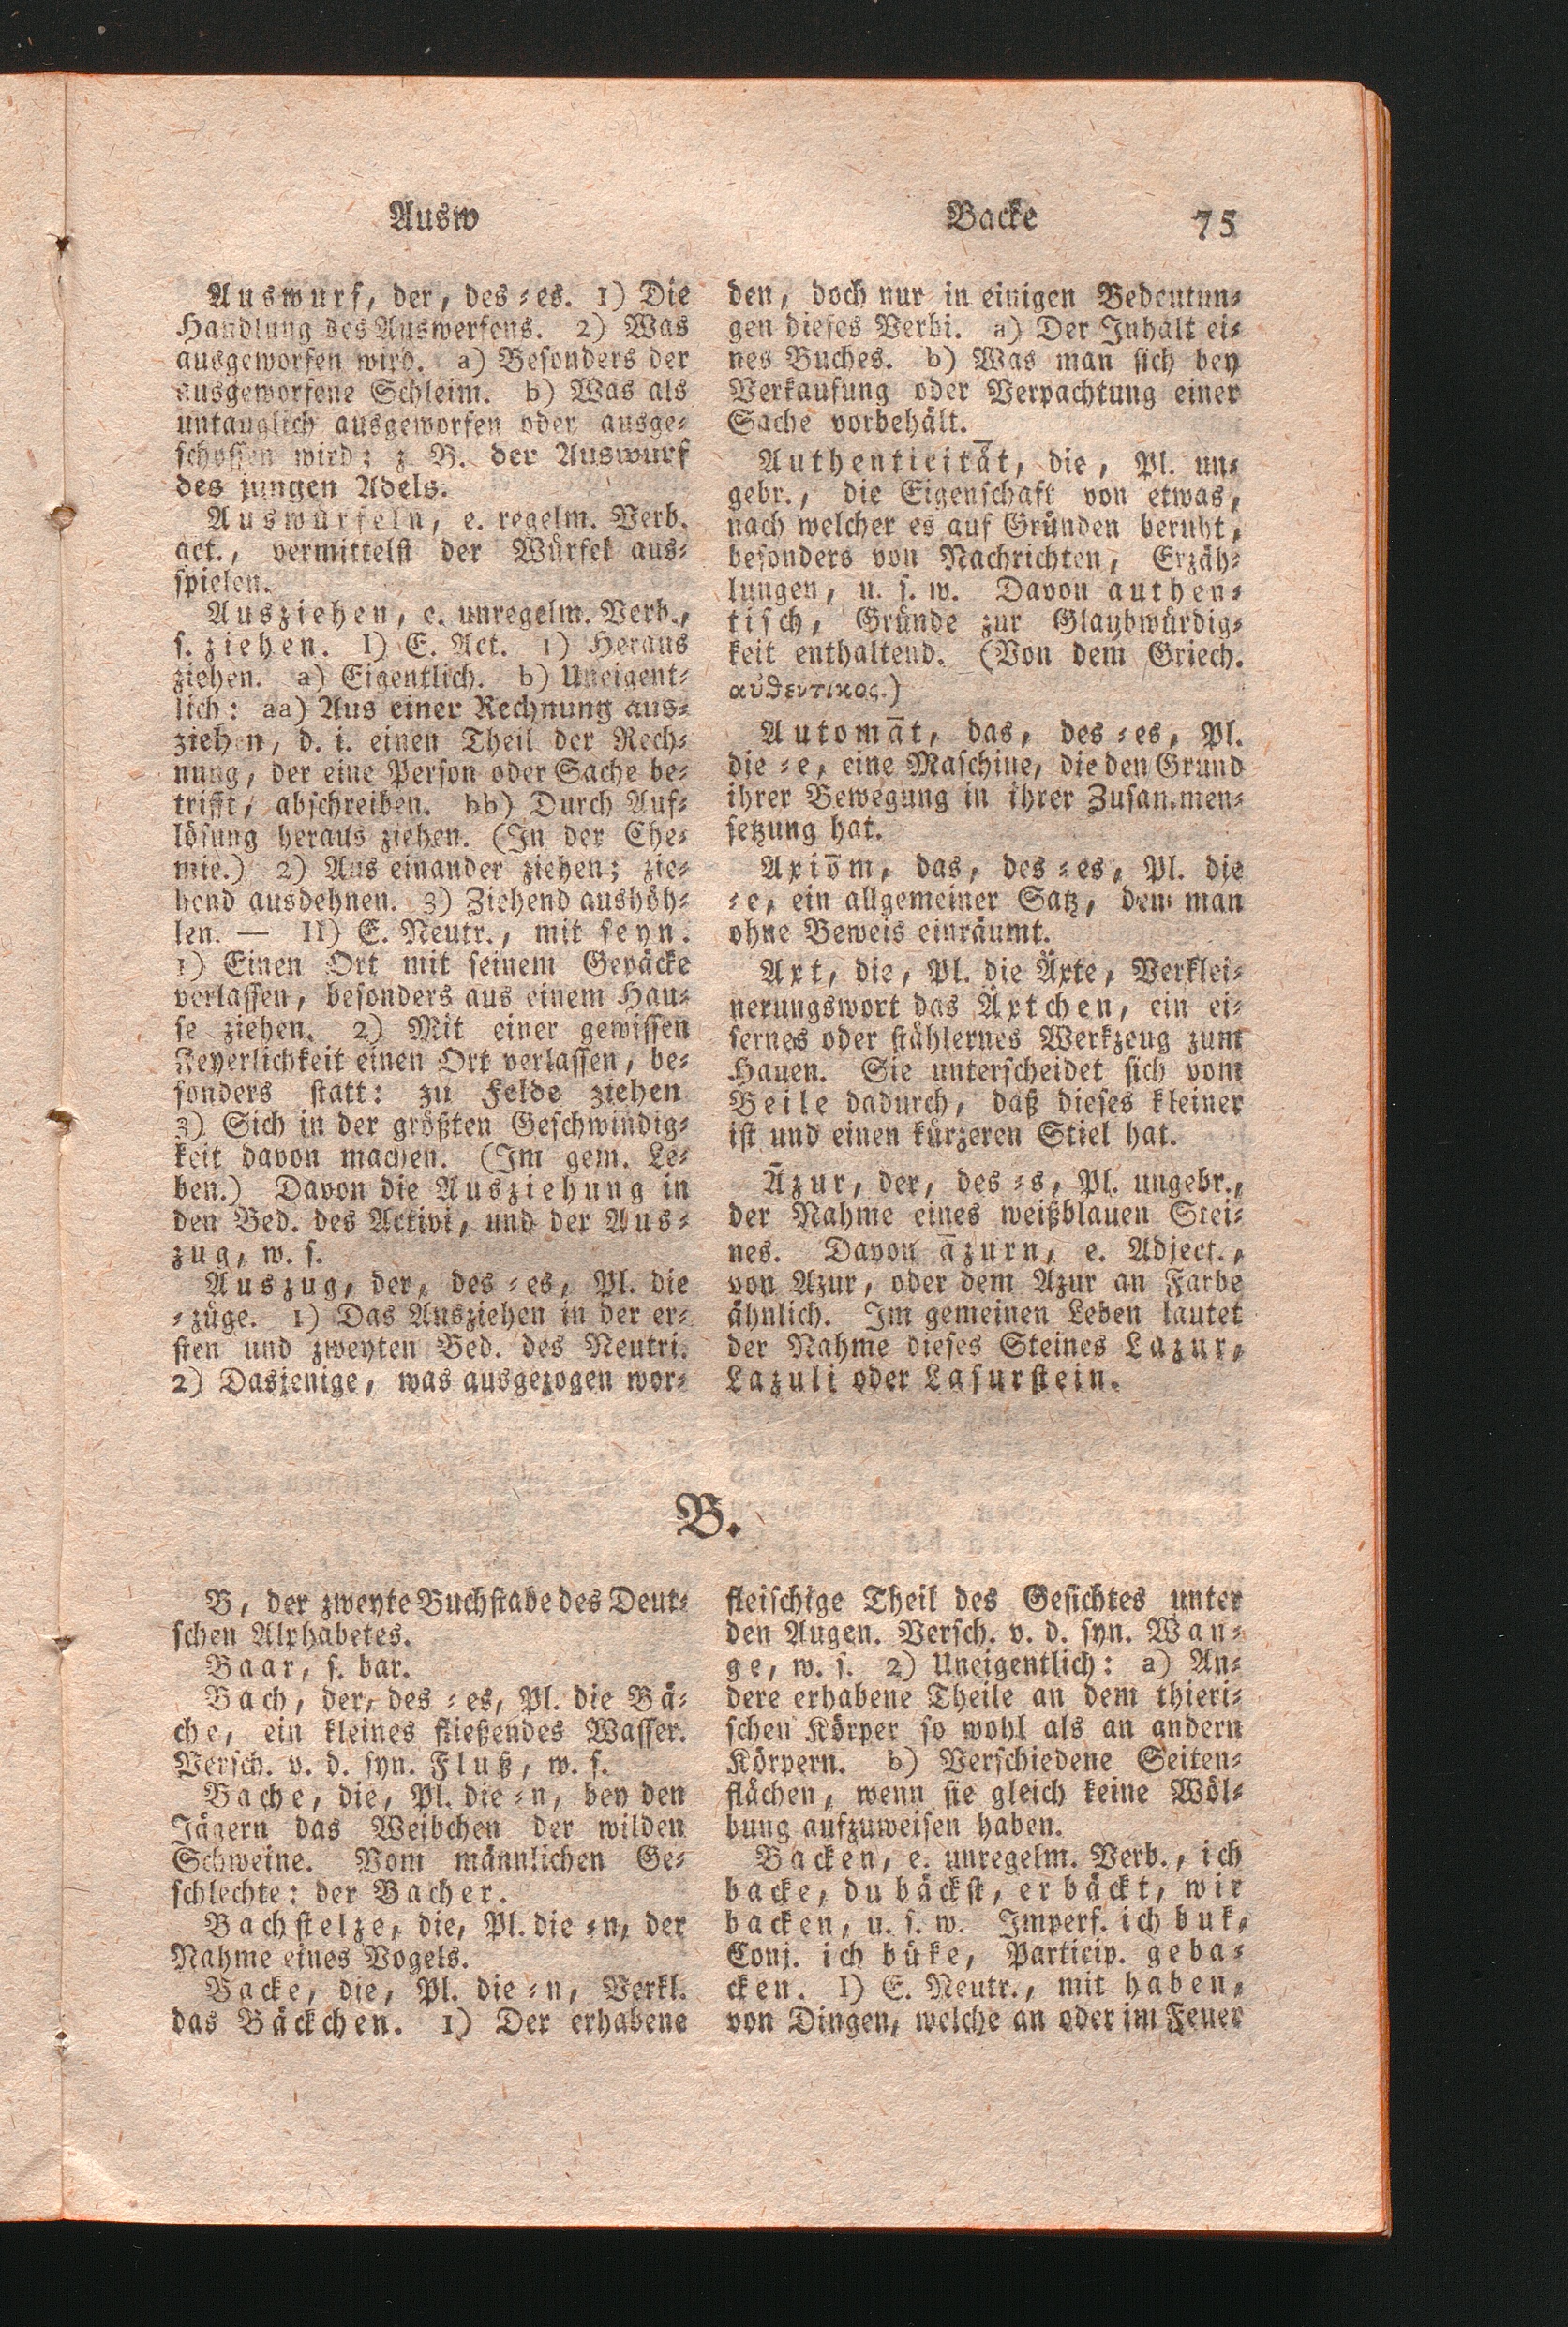 Ausw
Backe 75
Auswurf, der, des⸗es. 1) Die
Handlung des Auswerfens. 2) Was
ausgeworfen wird. a) Besonders der
ausgeworfene Schleim. b) Was als
untauglich ausgeworfen oder ausge⸗
schossen wird; z B. der Auswurf
des jungen Adels.
Auswürfeln, e. regelm. Verb.
act., vermittelst der Würfel aus⸗
spielen.
Ausziehen, e. unregelm. Verb.,
s. ziehen. I) E. Act. 1) Heraus
ziehen. a) Eigentlich. b) Uneigent⸗
lich: aa) Aus einer Rechnung aus⸗
ziehen, d. i. einen Theil der Rech⸗
nung, der eine Person oder Sache be⸗
trifft, abschreiben. bb) Durch Auf⸗
lösung heraus ziehen. (In der Che⸗
mie.) 2) Aus einander ziehen; zie⸗
hend ausdehnen. 3) Ziehend aushöh⸗
len. — II) E. Neutr., mit seyn.
1) Einen Ort mit seinem Gepäcke
verlassen, besonders aus einem Hau⸗
se ziehen. 2) Mit einer gewissen
Feyerlichkeit einen Ort verlassen, be⸗
sonders statt: zu Felde ziehen
3) Sich in der größten Geschwindig⸗
keit davon machen. (Im gem. Le⸗
ben.) Davon die Ausziehung in
den Bed. des Activi, und der Aus⸗
zug, w. s.
Auszug, der, des⸗es, Pl. die
⸗züge. 1) Das Ausziehen in der er⸗
sten und zweyten Bed. des Neutri.
2) Dasjenige, was ausgezogen wor⸗
den, doch nur in einigen Bedeutun⸗
gen dieses Verbi. a) Der Inhalt ei⸗
nes Buches. b) Was man sich bey
Verkaufung oder Verpachtung einer
Sache vorbehält.
Authenticitǟt, die, Pl. un⸗
gebr., die Eigenschaft von etwas,
nach welcher es auf Gründen beruht,
besonders von Nachrichten, Erzäh⸗
lungen, u. s. w. Davon authen⸗
tisch, Gründe zur Glaubwürdig⸗
keit enthaltend. (Von dem Griech.
αὐθεντικος.)
Automāt, das, des⸗es, Pl.
die⸗e, eine Maschine, die den Grund
ihrer Bewegung in ihrer Zusammen⸗
setzung hat.
Axiōm, das, des⸗es, Pl. die
⸗e, ein allgemeiner Satz, dem man
ohne Beweis einräumt.
Axt, die, Pl. die Äxte, Verklei⸗
nerungswort das Äxtchen, ein ei⸗
sernes oder stählernes Werkzeug zum
Hauen. Sie unterscheidet sich vom
Beile dadurch, daß dieses kleiner
ist und einen kürzeren Stiel hat.
Āzur, der, des⸗s, Pl. ungebr.,
der Nahme eines weißblauen Stei⸗
nes. Davon āzurn, e. Adject.,
von Azur, oder dem Azur an Farbe
ähnlich. Im gemeinen Leben lautet
der Nahme dieses Steines Lazur,
Lazuli oder Lasurstein.
B.
B, der zweyte Buchstabe des Deut⸗
schen Alphabetes.
Baar, s. bar.
Bach, der, des⸗es, Pl. die Bä⸗
che, ein kleines fließendes Wasser.
Versch. v. d. syn. Fluß, w. s.
Bache, die, Pl. die⸗n, bey den
Jägern das Weibchen der wilden
Schweine. Vom männlichen Ge⸗
schlechte: der Bacher.
Bachstelze, die, Pl. die⸗n, der
Nahme eines Vogels.
Backe, die, Pl. die⸗n, Verkl.
das Bäckchen. 1) Der erhabene
fleischige Theil des Gesichtes unter
den Augen. Versch. v. d. syn. Wan⸗
ge, w. s. 2) Uneigentlich: a) An⸗
dere erhabene Theile an dem thieri⸗
schen Körper so wohl als an andern
Körpern. b) Verschiedene Seiten⸗
flächen, wenn sie gleich keine Wöl⸗
bung aufzuweisen haben.
Backen, e. unregelm. Verb., ich
backe, du bäckst, er bäckt, wir
backen, u. s. w. Imperf. ich buk,
Conj. ich büke, Particip. geba⸗
cken. I) E. Neutr., mit haben,
von Dingen, welche an oder im Feuer